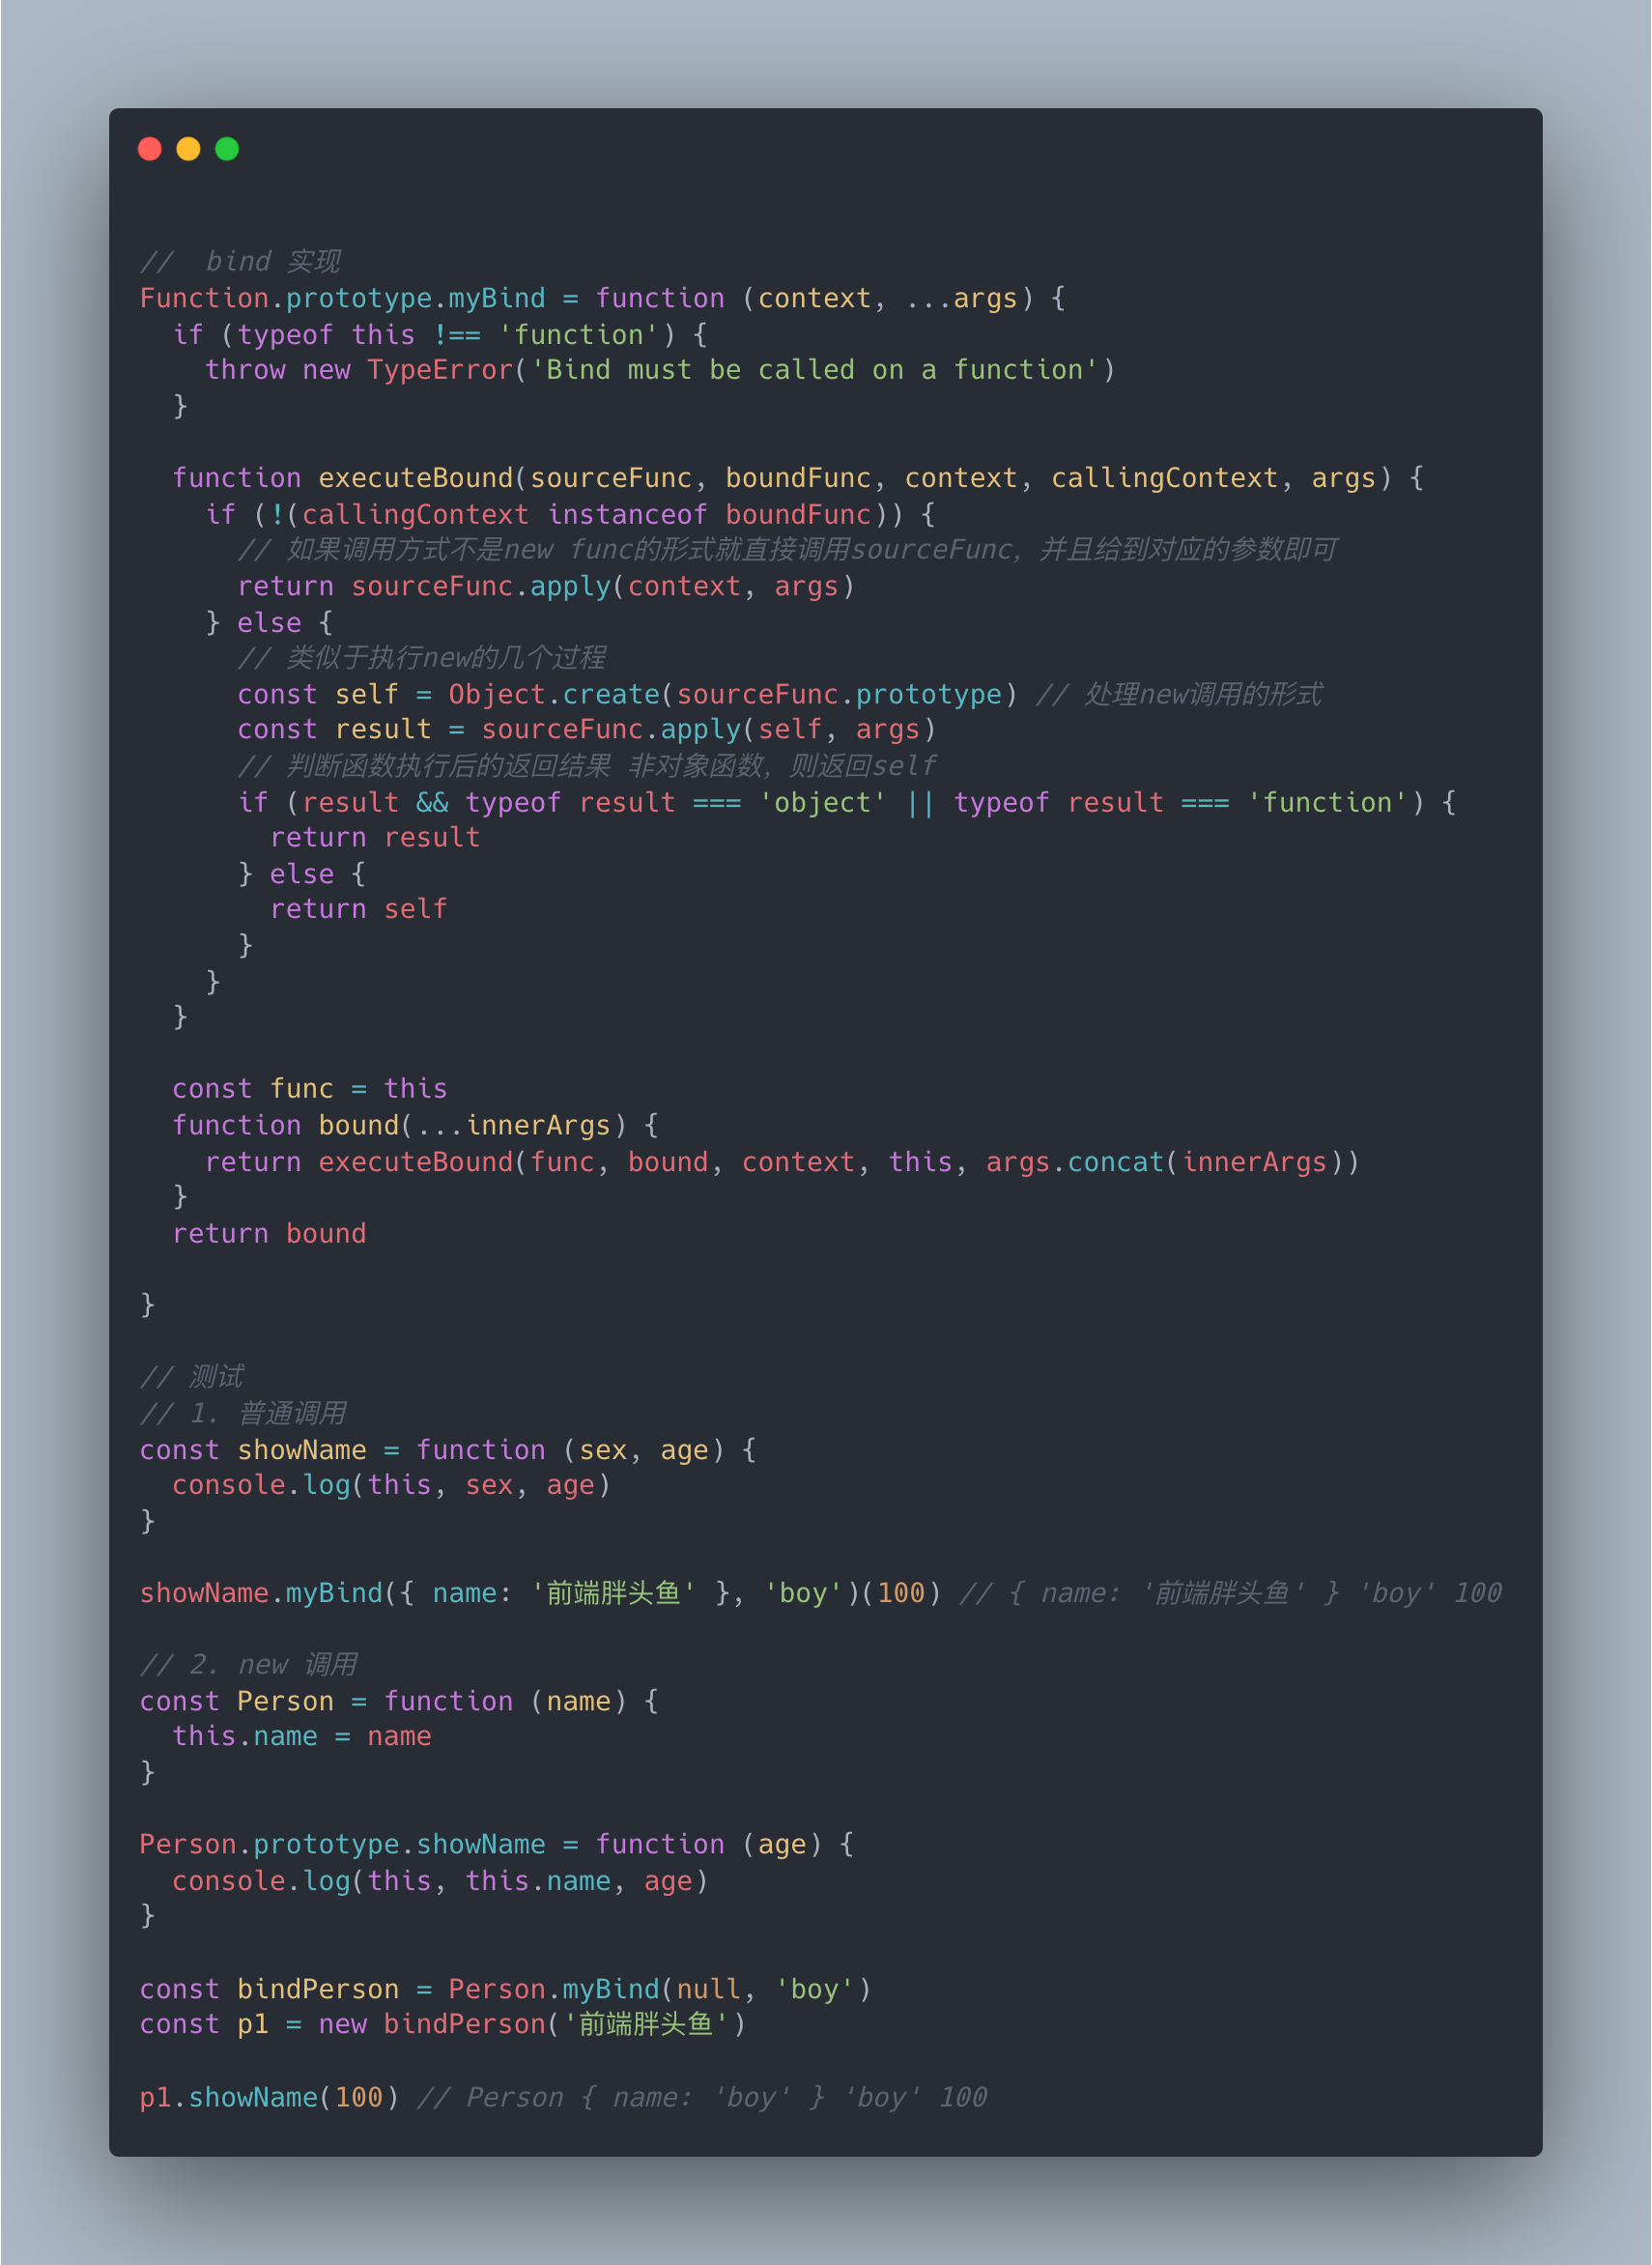 //  bind 实现
Function.prototype.myBind = function (context, ...args) {
  if (typeof this !== 'function') {
    throw new TypeError('Bind must be called on a function')
  }

  function executeBound(sourceFunc, boundFunc, context, callingContext, args) {
    if (!(callingContext instanceof boundFunc)) {
      // 如果调用方式不是new func的形式就直接调用sourceFunc，并且给到对应的参数即可
      return sourceFunc.apply(context, args)
    } else {
      // 类似于执行new的几个过程
      const self = Object.create(sourceFunc.prototype) // 处理new调用的形式
      const result = sourceFunc.apply(self, args)
      // 判断函数执行后的返回结果 非对象函数，则返回self
      if (result && typeof result === 'object' || typeof result === 'function') {
        return result
      } else {
        return self
      }
    }
  }

  const func = this
  function bound(...innerArgs) {
    return executeBound(func, bound, context, this, args.concat(innerArgs))
  }
  return bound

}

// 测试
// 1. 普通调用
const showName = function (sex, age) {
  console.log(this, sex, age)
}

showName.myBind({ name: '前端胖头鱼' }, 'boy')(100) // { name: '前端胖头鱼' } 'boy' 100

// 2. new 调用
const Person = function (name) {
  this.name = name
}

Person.prototype.showName = function (age) {
  console.log(this, this.name, age)
}

const bindPerson = Person.myBind(null, 'boy')
const p1 = new bindPerson('前端胖头鱼')

p1.showName(100) // Person { name: 'boy' } 'boy' 100